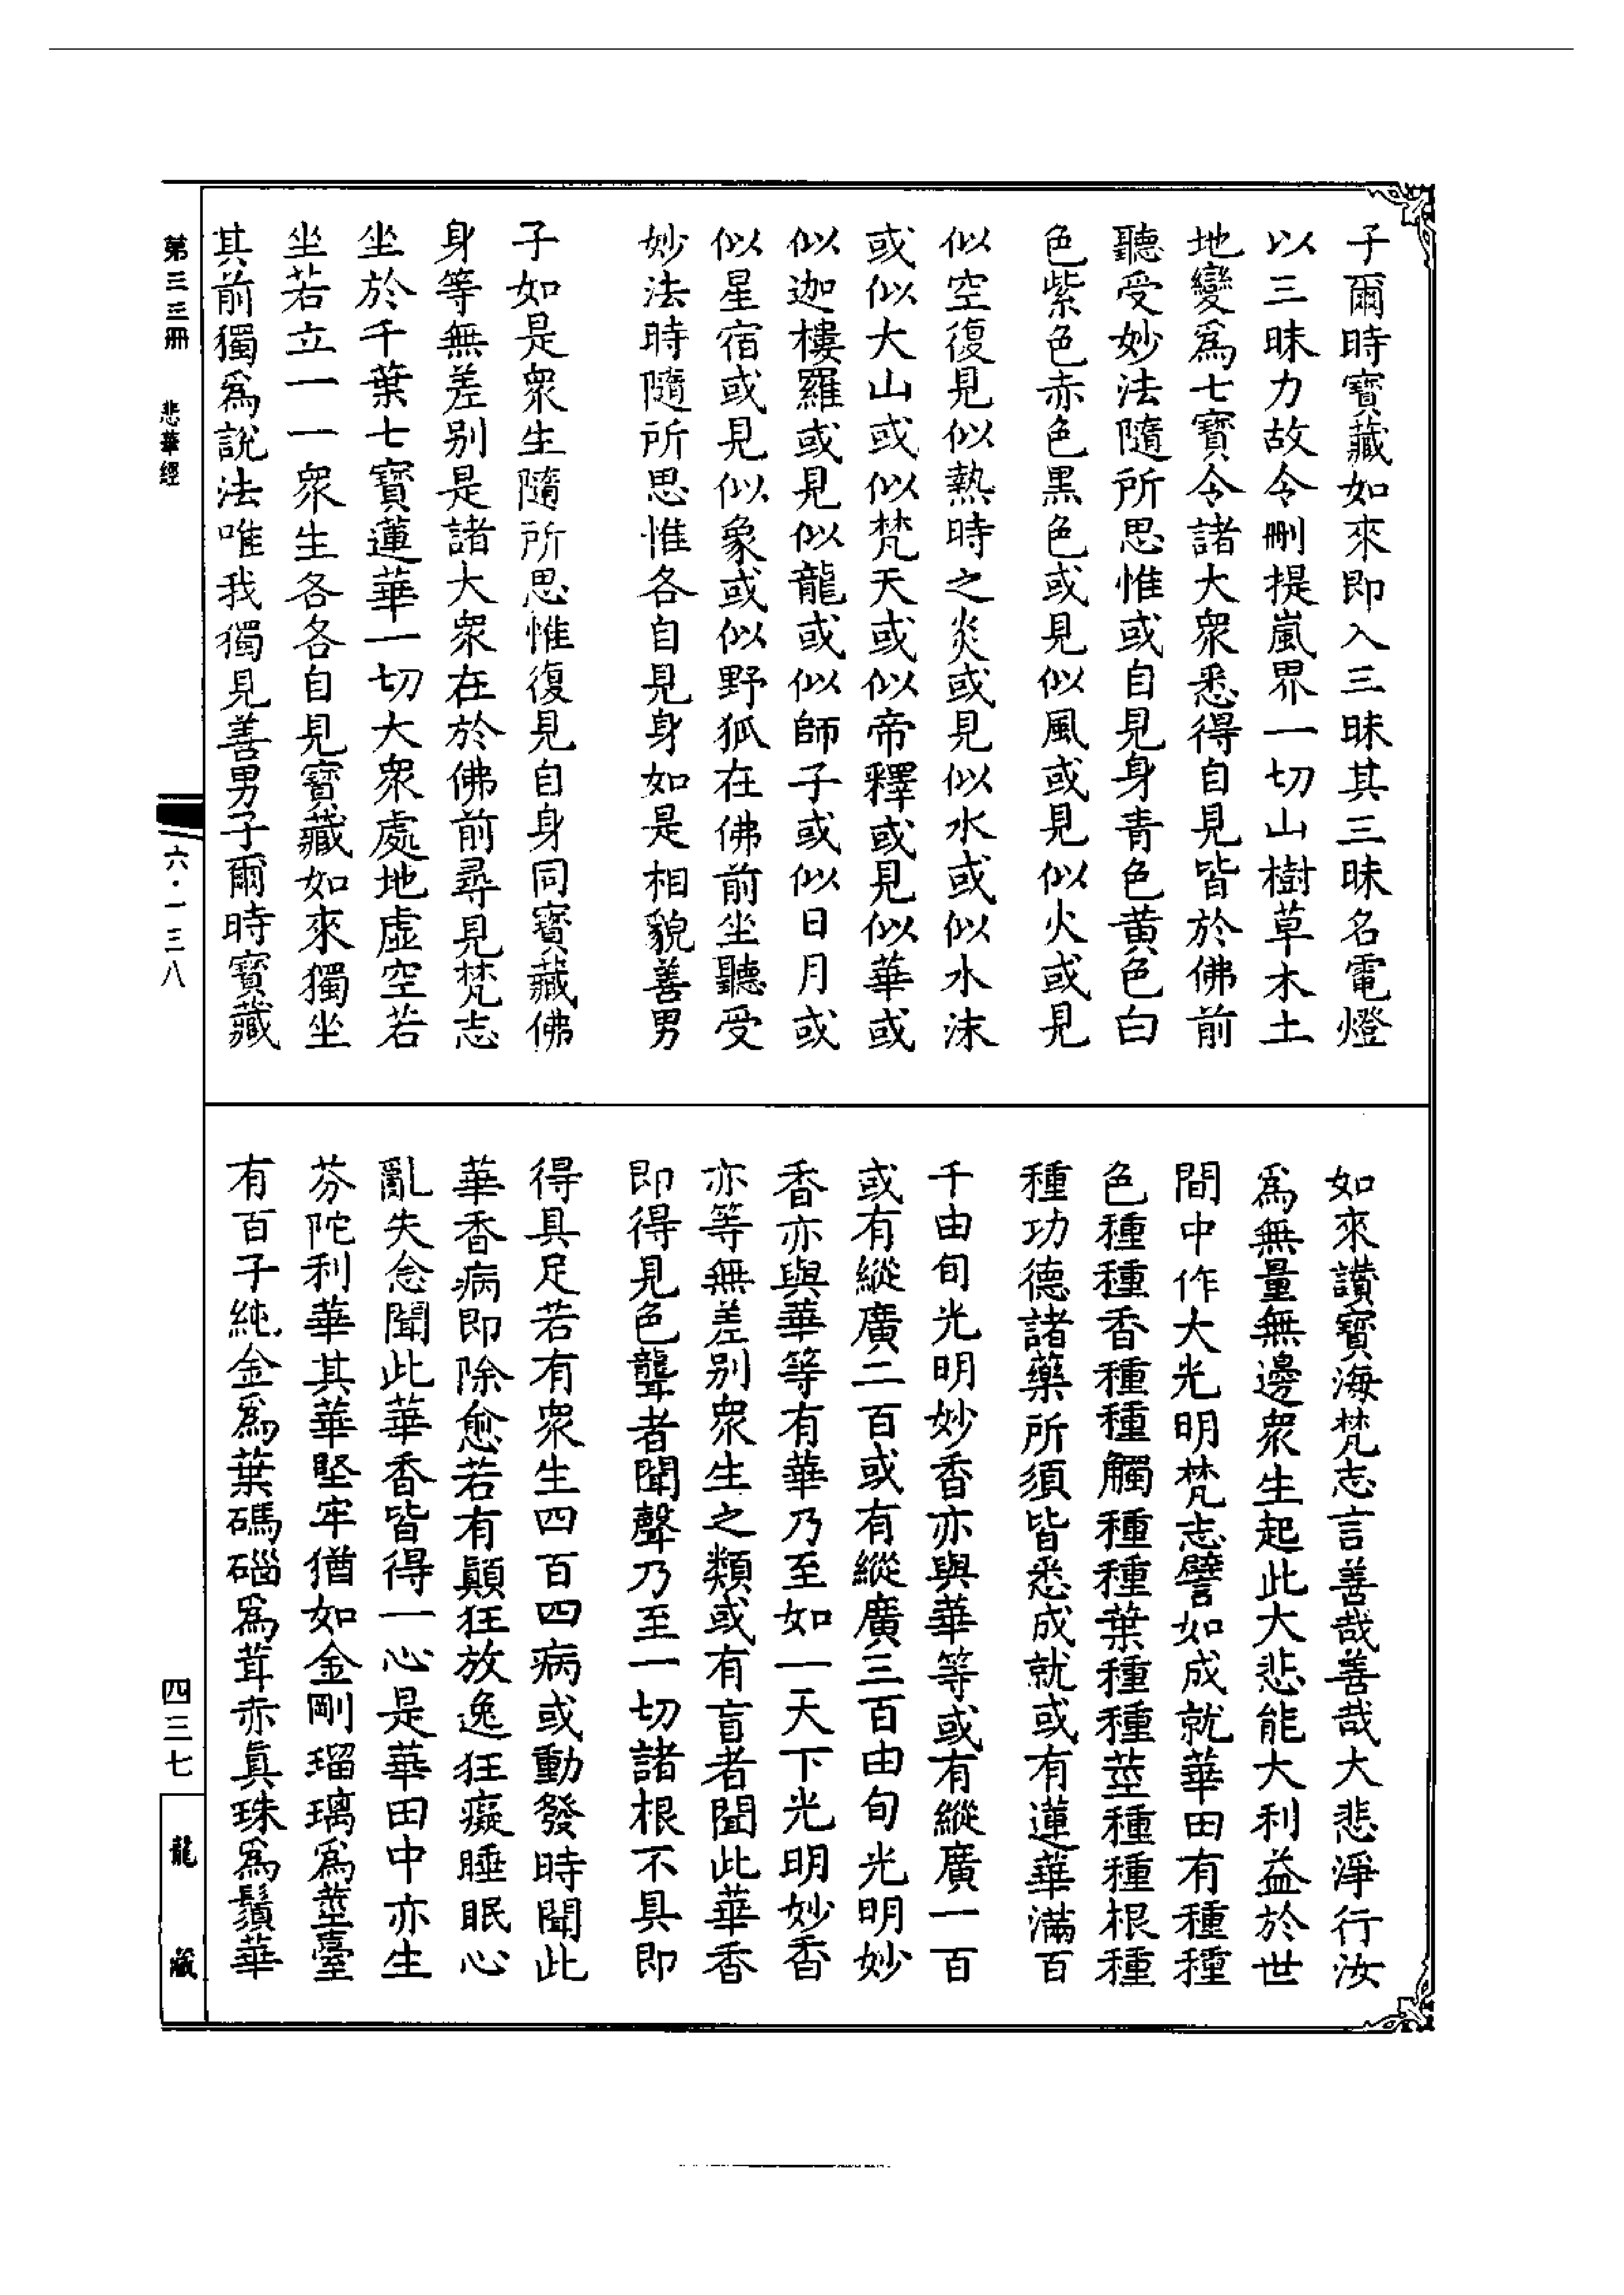 子爾時寶藏如來即入三昧其三昧名電燈
以三昧力故令刪提嵐界一切山樹草木土
地變爲七寶令諸大衆悉得自見皆於佛前
聽受妙法隨所思惟或自見身青色黃色白
色紫色赤色黑色或見似風或見似火或見
似空復見似熱時之炎或見似水或似水沫
或似大山或似梵天或似帝釋或見似華或
似迦樓羅或見似龍或似師子或似日月或
似星宿或見似象或似野狐在佛前坐聽受
妙法時隨所思惟各自見身如是相貌善男
子如是衆生隨所思惟復見自身同寶藏佛
身等無差别是諸大衆在於佛前尋見梵志
坐於千葉七寶蓮華一切大衆處地虛空若
坐若立一一衆生各各自見寶藏如來獨坐
其前獨爲說法唯我獨見善男子爾時寶藏
如來讚寶海梵志言善哉善哉大悲淨行汝
爲無量無邊衆生起此大悲能大利益於世
間中作大光明梵志譬如成就華田有種種
色種種香種種觸種種葉種種莖種種根種
種功德諸藥所須皆悉成就或有蓮華滿百
千由旬光明妙香亦與華等或有縱廣一百
或有縱廣二百或有縱廣三百由旬光明妙
香亦與華等有華乃至如一天下光明妙香
亦等無差别衆生之類或有盲者聞此華香
即得見色聾者聞聲乃至一切諸根不具即
得具足若有衆生四百四病或動發時聞此
華香病即除愈若有顛狂放逸狂癡睡眠心
亂失念聞此華香皆得一心是華田中亦生
芬陀利華其華堅牢猶如金剛瑠璃爲莖臺
有百子純金爲葉碼碯爲茸赤真珠爲鬚華
第三三冊 悲華經
六·一三八
四三七
龍藏